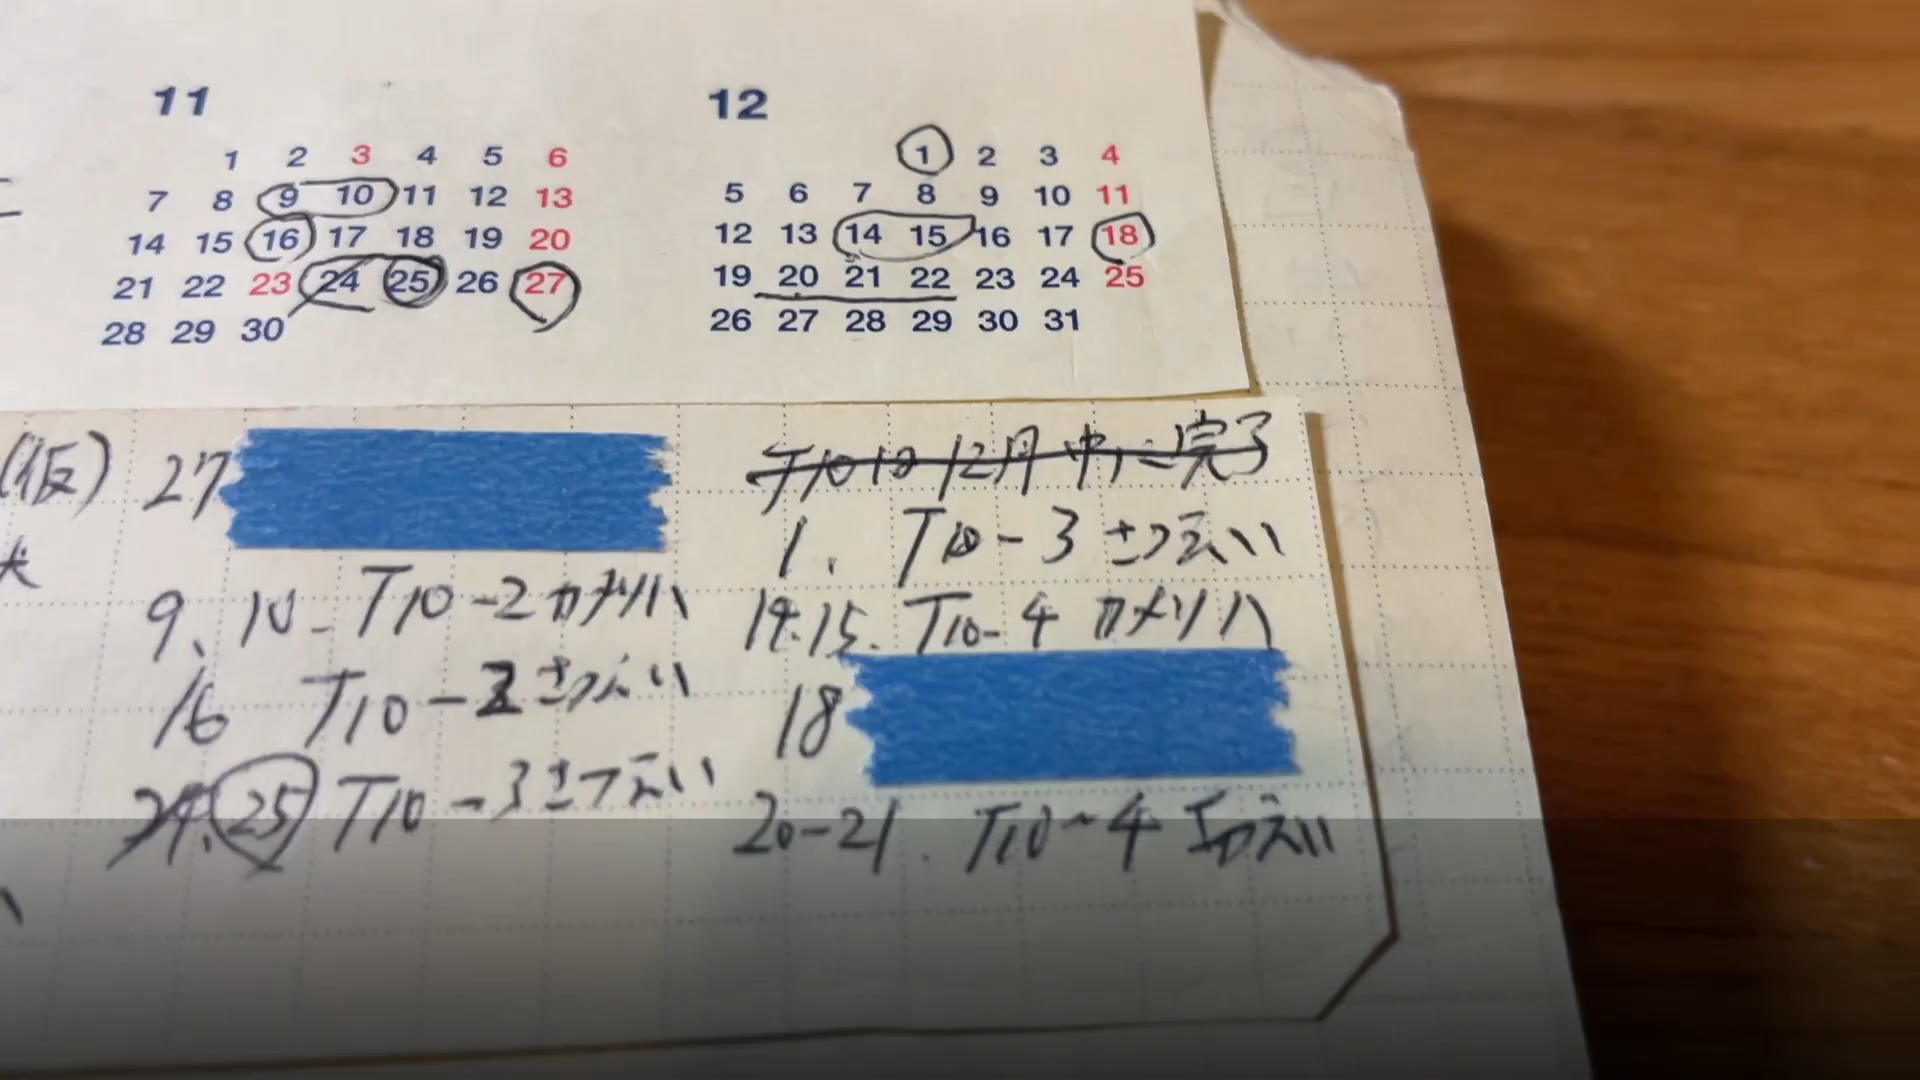 11
1 2 3 4 5 6
7 8 9 10 11 12 13
14 15 16 17 18 19 20
21 22 23 24 25 26 27
28 29 30
12
1 2 3 4
5 6 7 8 9 10 11
12 13 14 15 16 17 18
19 20 21 22 23 24 25
26 27 28 29 30 31
(仮) 27
9、10 T10-2 カメリハ
16 T10-2 さつえい
24、25 T10-3 さつえい
12月中に完了
1. T10-3 さつえい
14.15. T10-4 カメリハ
18
20-21. T10-4 さつえい